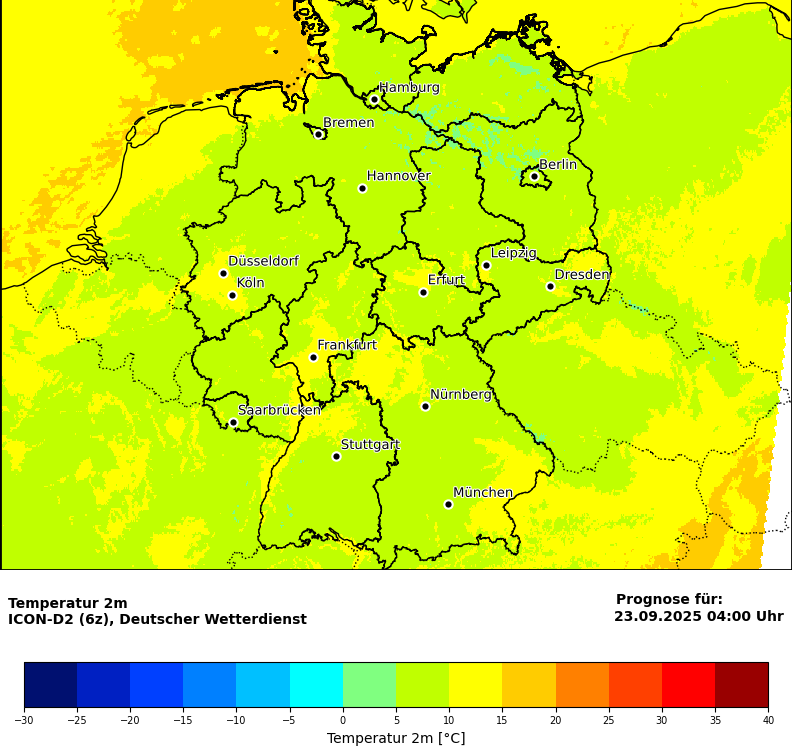 Hamburg
Bremen
Berlin
Hannover
Düsseldorf
Leipzig
Köln
Erfurt
Dresden
Frankfurt
Nürnberg
Saarbrücken
Stuttgart
München
Temperatur 2m
ICON-D2 (6z), Deutscher Wetterdienst
Prognose für:
23.09.2025 04:00 Uhr
−30 −25 −20 −15 −10 −5 0 5 10 15 20 25 30 35 40
Temperatur 2m [°C]